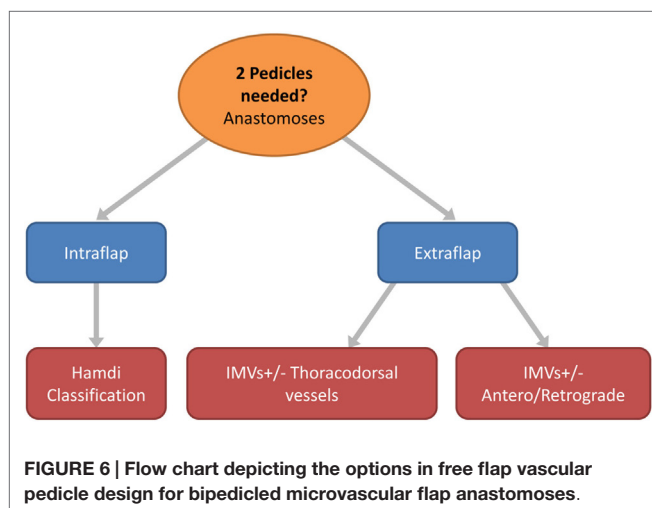 2 Pedicles
needed?
Anastomoses
Intraflap
Extraflap
Hamdi
Classification
IMVs+/- Thoracodorsal
vessels
IMVs+/-
Antero/Retrograde
FIGURE 6 | Flow chart depicting the options in free flap vascular
pedicle design for bipedicled microvascular flap anastomoses.